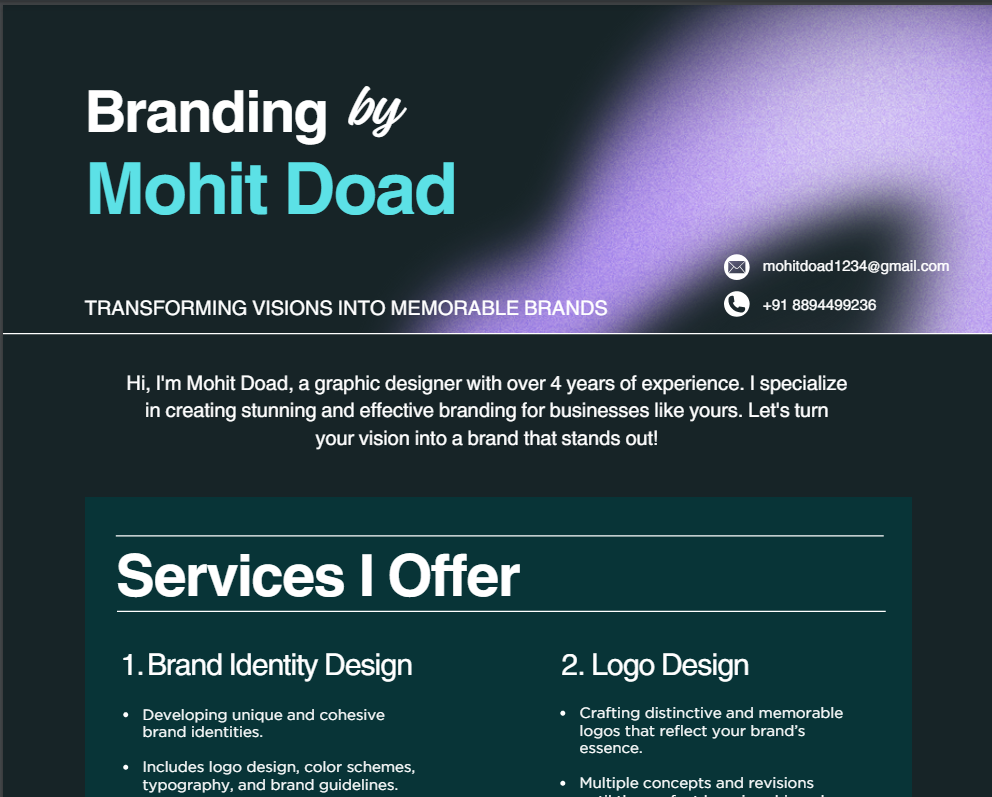 Branding by
Mohit Doad
mohitdoad1234@gmail.com
+91 8894499236
TRANSFORMING VISIONS INTO MEMORABLE BRANDS
Hi, I'm Mohit Doad, a graphic designer with over 4 years of experience. I specialize
in creating stunning and effective branding for businesses like yours. Let's turn
your vision into a brand that stands out!
Services I Offer
1. Brand Identity Design
• Developing unique and cohesive
brand identities.
• Includes logo design, color schemes,
typography, and brand guidelines.
2. Logo Design
• Crafting distinctive and memorable
logos that reflect your brand's
essence.
• Multiple concepts and revisions